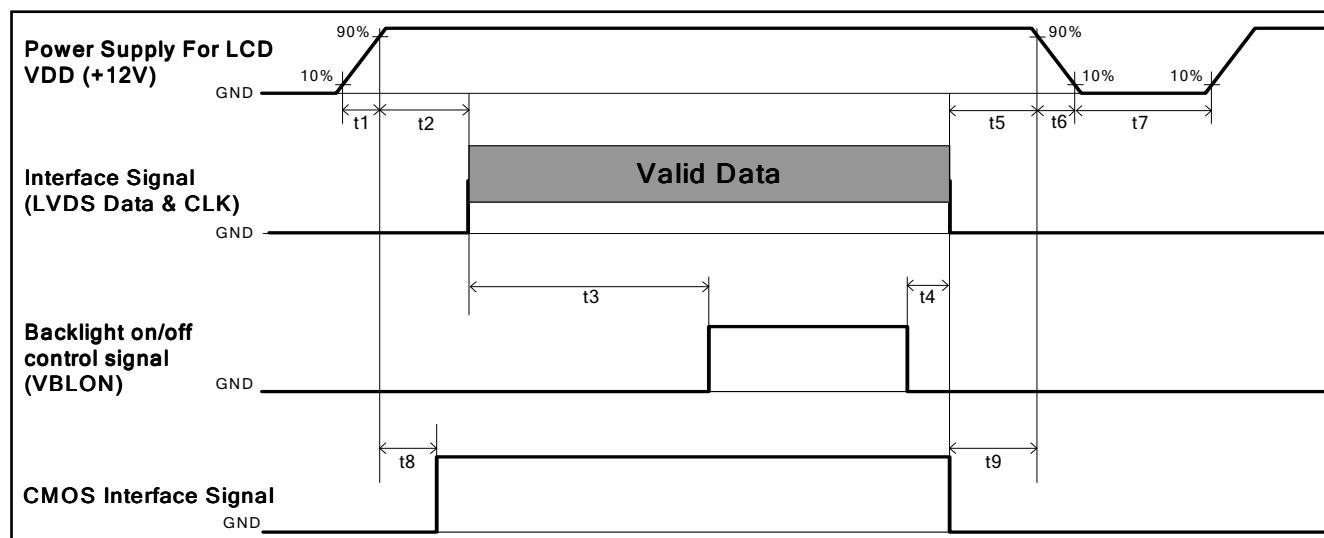 Power Supply For LCD
VDD (+12V)
90%
10%
GND
90%
10%
10%
t1
t2
t5
t6
t7
Interface Signal
(LVDS Data & CLK)
Valid Data
GND
t3
t4
Backlight on/off
control signal
(VBLON)
GND
t8
t9
CMOS Interface Signal
GND